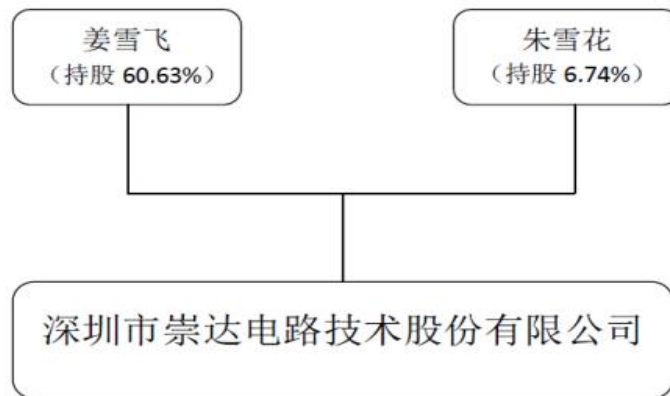 姜雪飞
（持股 60.63%）
朱雪花
（持股 6.74%）
深圳市崇达电路技术股份有限公司